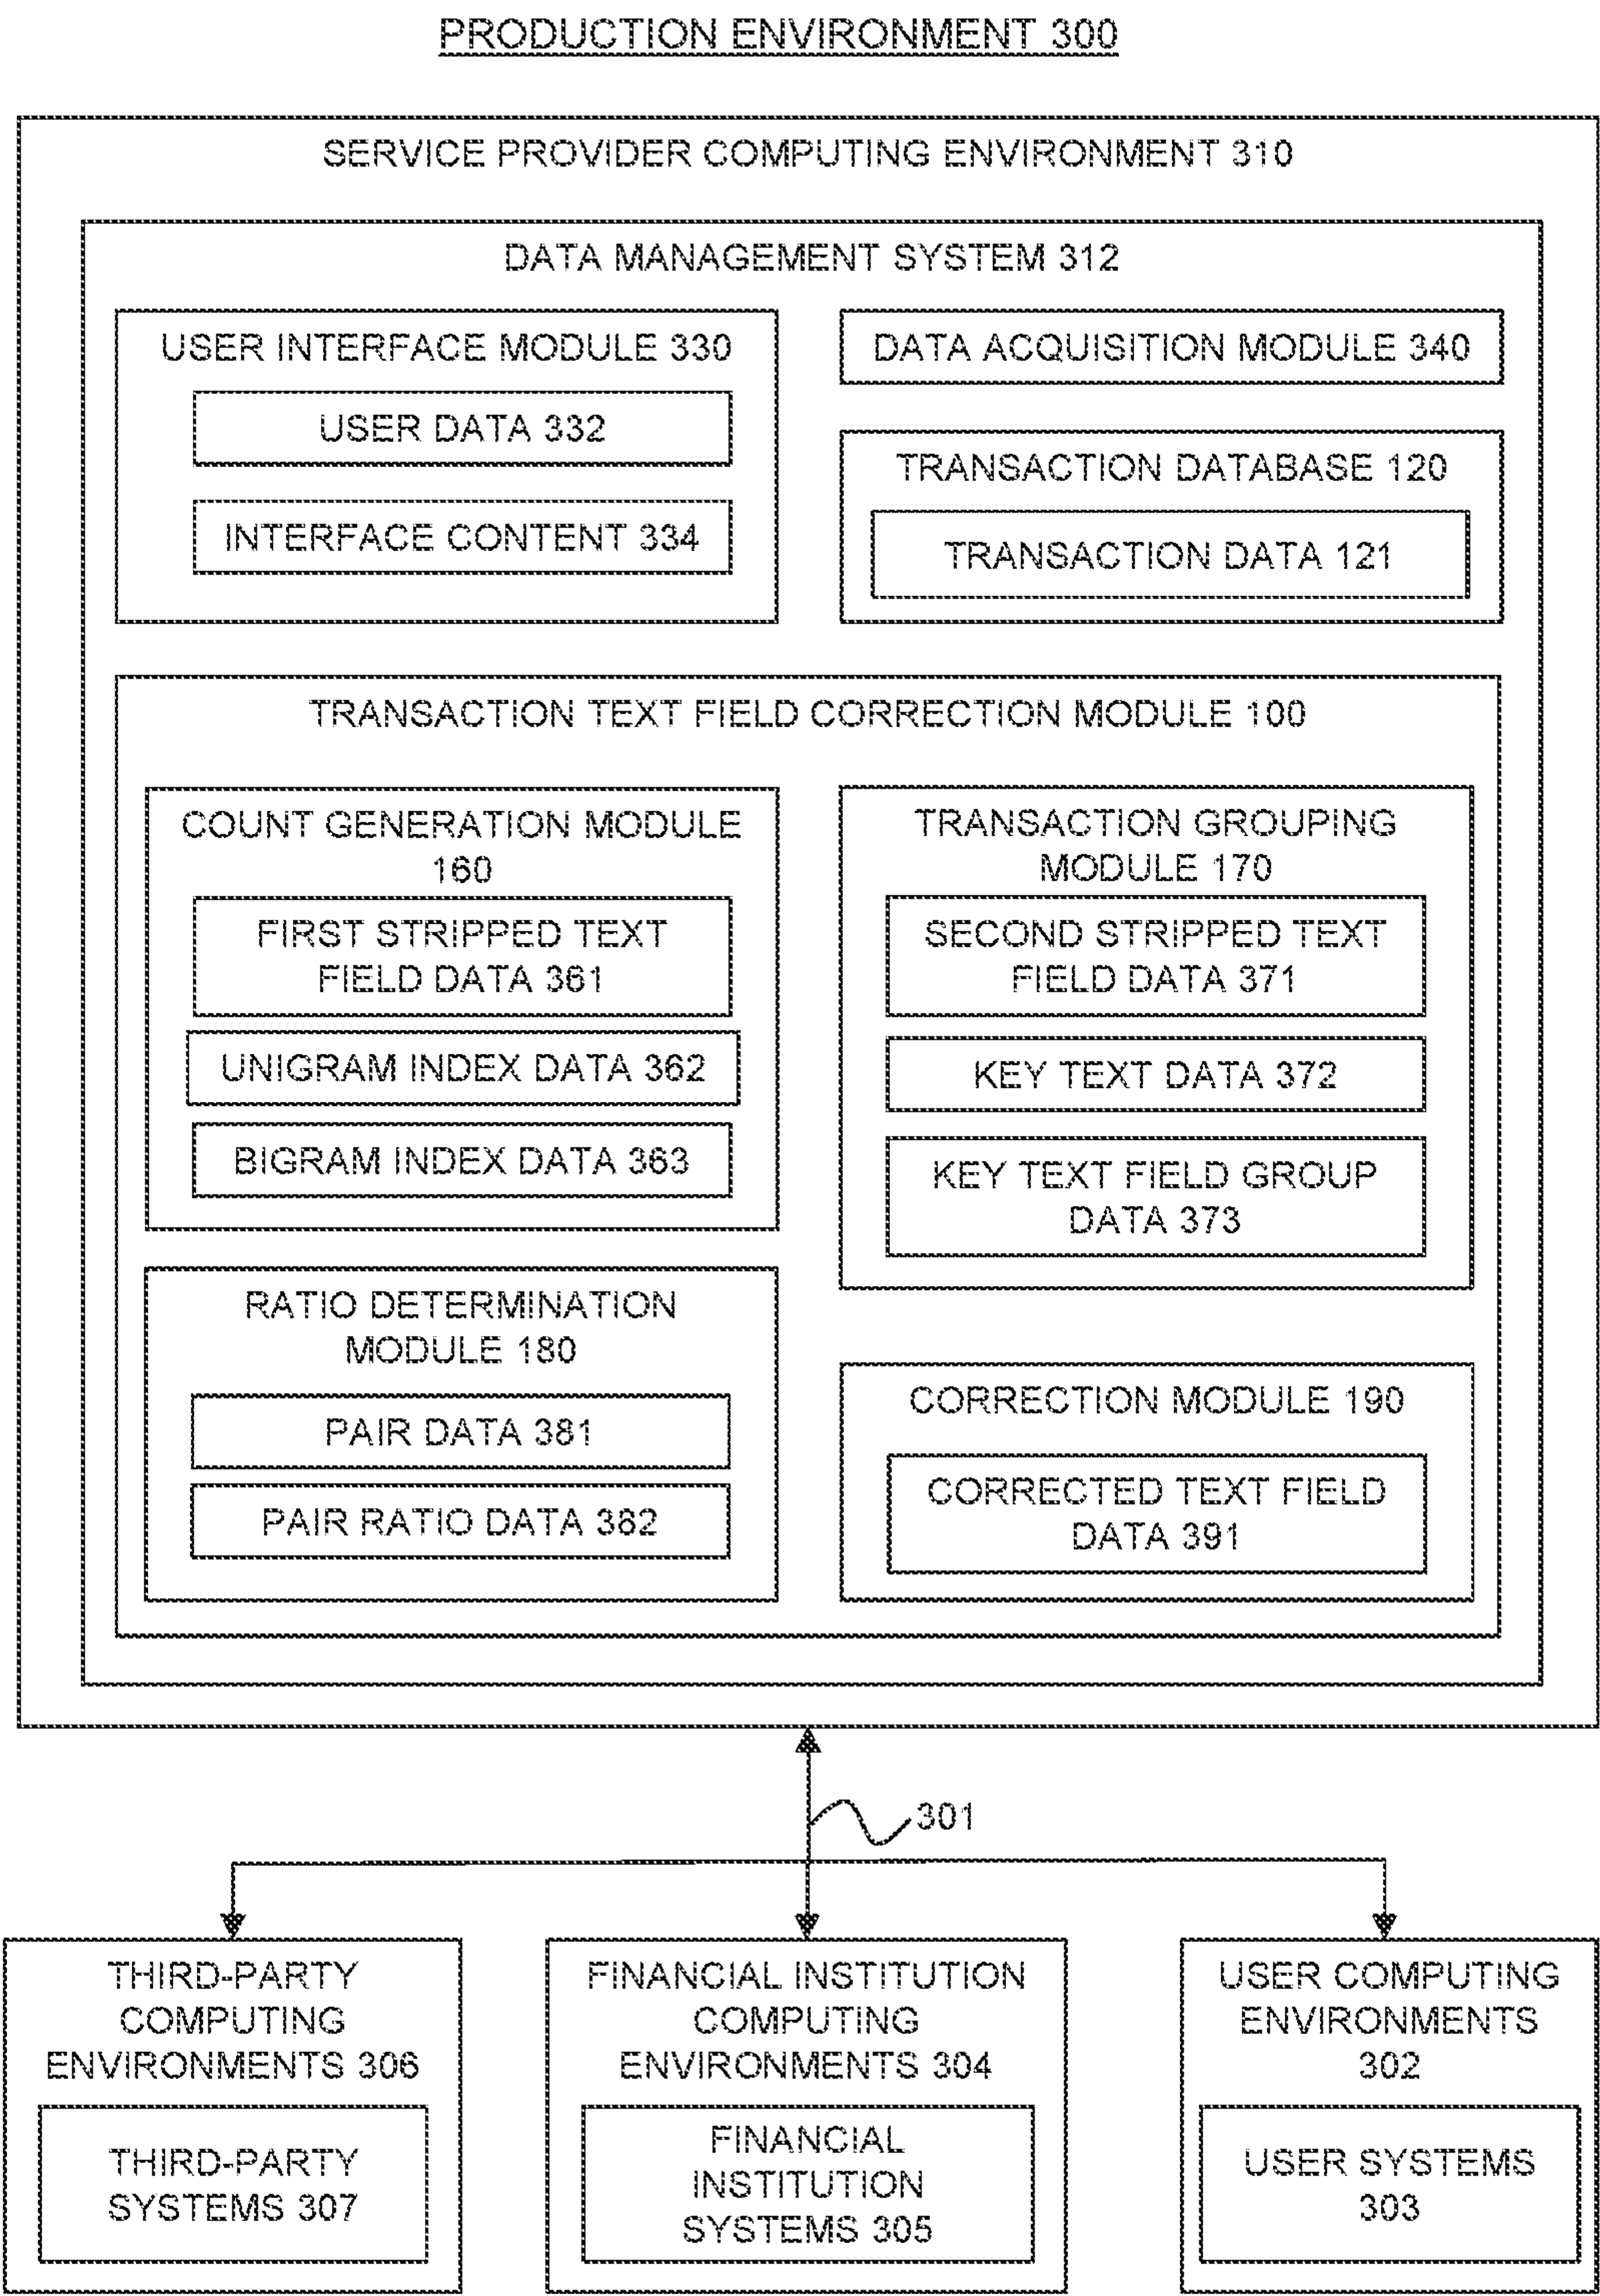 PRODUCTION ENVIRONMENT 300
SERVICE PROVIDER COMPUTING ENVIRONMENT 310
DATA MANAGEMENT SYSTEM 312
USER INTERFACE MODULE 330
USER DATA 332
INTERFACE CONTENT 334
DATA ACQUISITION MODULE 340
TRANSACTION DATABASE 120
TRANSACTION DATA 121
TRANSACTION TEXT FIELD CORRECTION MODULE 100
COUNT GENERATION MODULE
160
FIRST STRIPPED TEXT
FIELD DATA 361
UNIGRAM INDEX DATA 362
BIGRAM INDEX DATA 363
TRANSACTION GROUPING
MODULE 170
SECOND STRIPPED TEXT
FIELD DATA 371
KEY TEXT DATA 372
KEY TEXT FIELD GROUP
DATA 373
RATIO DETERMINATION
MODULE 180
PAIR DATA 381
PAIR RATIO DATA 382
CORRECTION MODULE 190
CORRECTED TEXT FIELD
DATA 391
301
THIRD-PARTY
COMPUTING
ENVIRONMENTS 306
THIRD-PARTY
SYSTEMS 307
FINANCIAL INSTITUTION
COMPUTING
ENVIRONMENTS 304
FINANCIAL
INSTITUTION
SYSTEMS 305
USER COMPUTING
ENVIRONMENTS
302
USER SYSTEMS
303